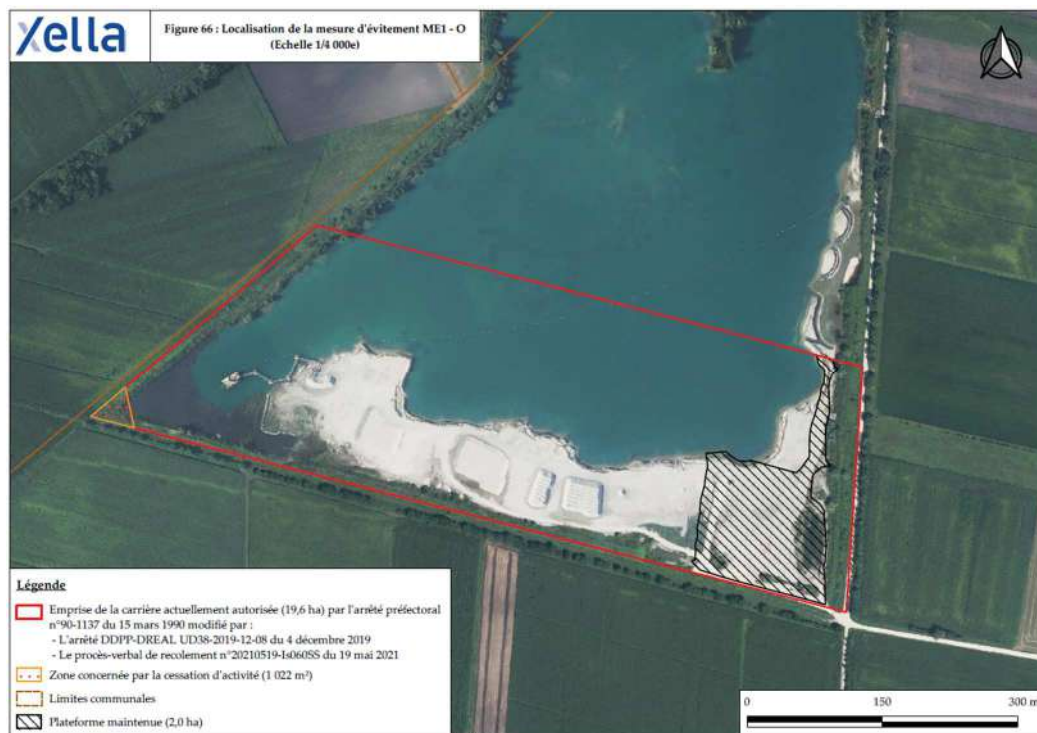 xella
Figure 66 : Localisation de la mesure d'évitement ME1 - O
(Echelle 1/4 000e)
Légende
Emprise de la carrière actuellement autorisée (19,6 ha) par l'arrêté préfectoral
n°90-1137 du 15 mars 1990 modifié par :
- L'arrêté DDPP-DREAL UD38-2019-12-08 du 4 décembre 2019
- Le procès-verbal de recolement n°20210519-Is060SS du 19 mai 2021
Zone concernée par la cessation d'activité (1 022 m²)
Limites communales
Plateforme maintenue (2,0 ha)
0 150 300 m